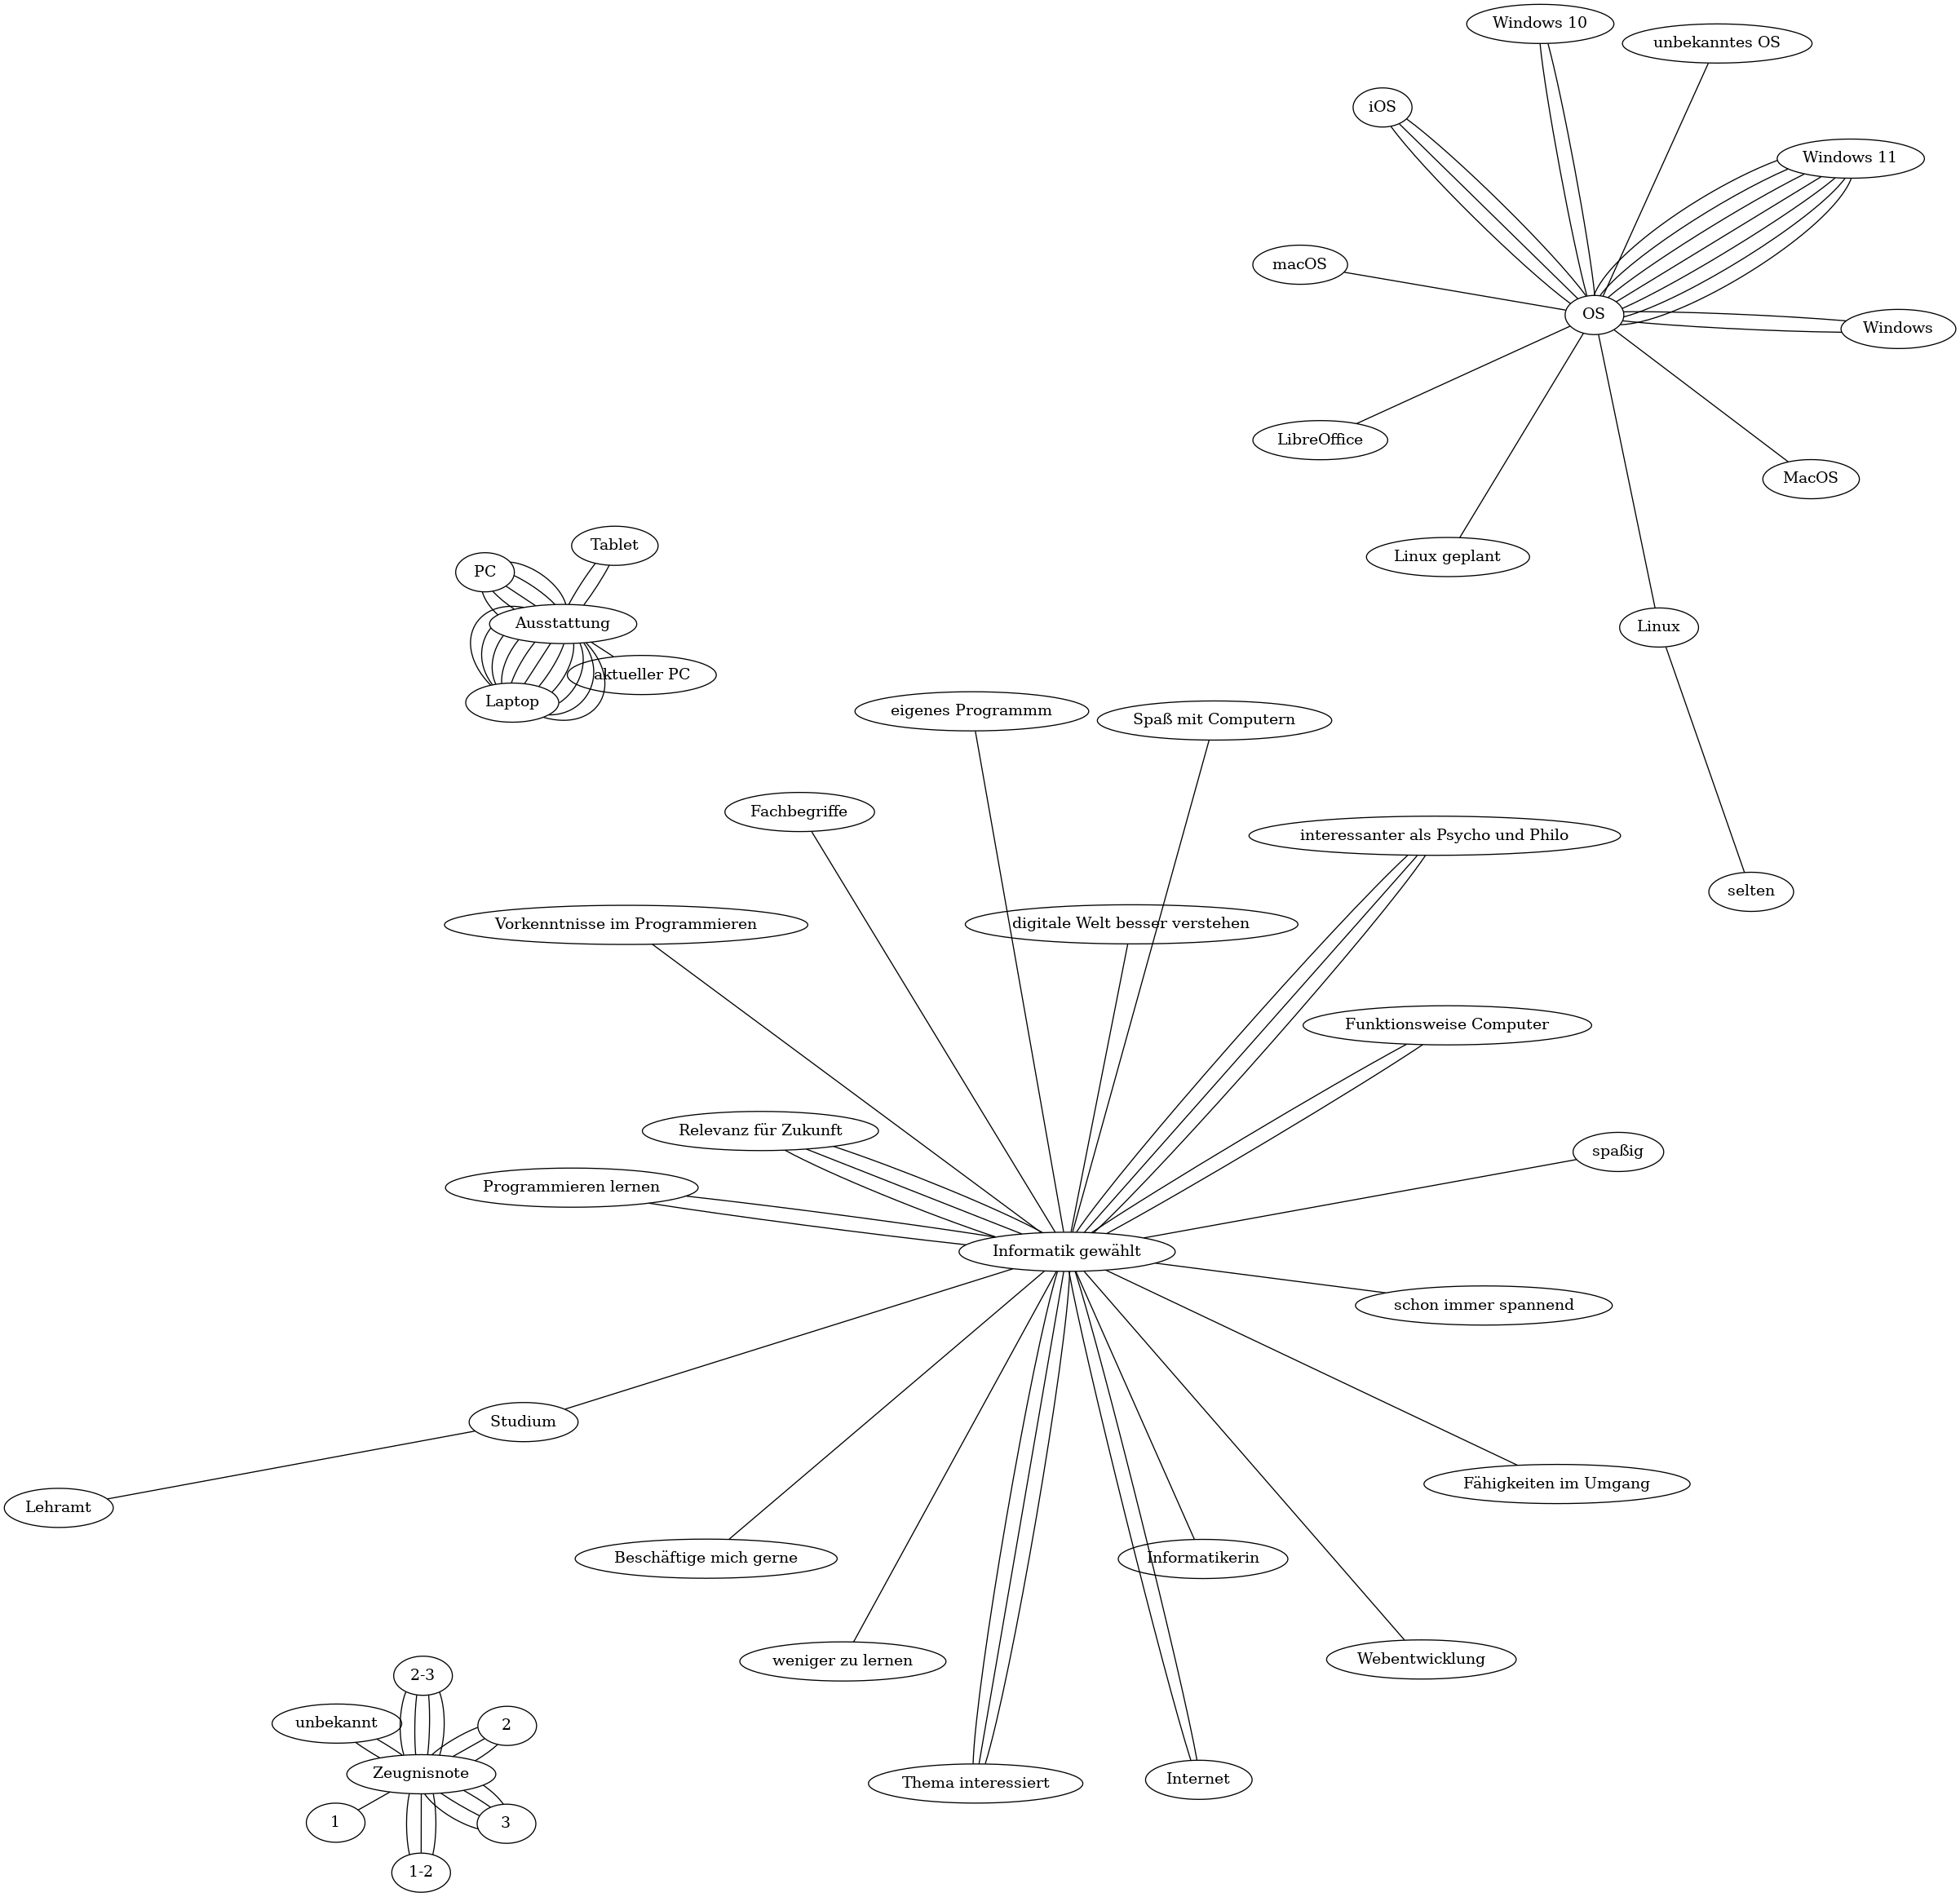 Windows 10
unbekanntes OS
iOS
Windows 11
macOS
OS
Windows
LibreOffice
MacOS
Linux geplant
Linux
selten
Tablet
PC
Ausstattung
aktueller PC
Laptop
eigenes Programmm
Spaß mit Computern
Fachbegriffe
interessanter als Psycho und Philo
Vorkenntnisse im Programmieren
digitale Welt besser verstehen
Funktionsweise Computer
Relevanz für Zukunft
spaßig
Programmieren lernen
Informatik gewählt
schon immer spannend
Studium
Fähigkeiten im Umgang
Lehramt
Beschäftige mich gerne
Informatikerin
weniger zu lernen
Webentwicklung
Thema interessiert
Internet
2-3
unbekannt
2
Zeugnisnote
1
3
1-2